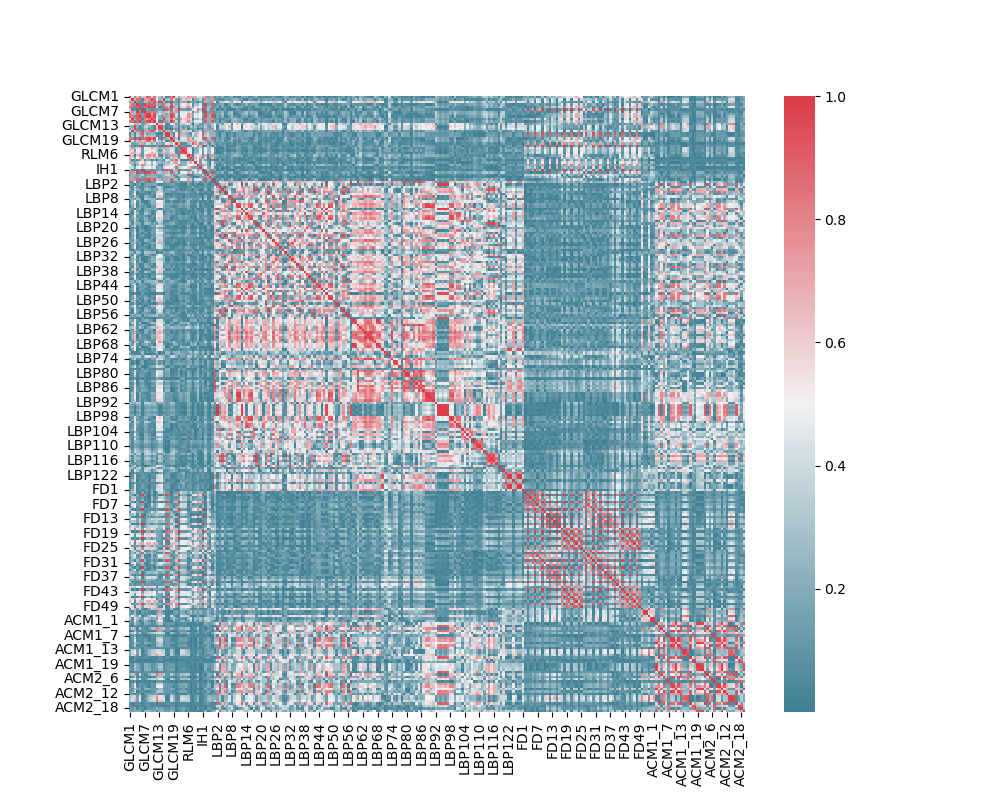 GLCM1
GLCM7
GLCM13
GLCM19
RLM6
IH1
LBP2
LBP8
LBP14
LBP20
LBP26
LBP32
LBP38
LBP44
LBP50
LBP56
LBP62
LBP68
LBP74
LBP80
LBP86
LBP92
LBP98
LBP104
LBP110
LBP116
LBP122
FD1
FD7
FD13
FD19
FD25
FD31
FD37
FD43
FD49
ACM1_1
ACM1_7
ACM1_13
ACM1_19
ACM2_6
ACM2_12
ACM2_18
GLCM1
GLCM7
GLCM13
GLCM19
RLM6
IH1
LBP2
LBP8
LBP14
LBP20
LBP26
LBP32
LBP38
LBP44
LBP50
LBP56
LBP62
LBP68
LBP74
LBP80
LBP86
LBP92
LBP98
LBP104
LBP110
LBP116
LBP122
FD1
FD7
FD13
FD19
FD25
FD31
FD37
FD43
FD49
ACM1_1
ACM1_7
ACM1_13
ACM1_19
ACM2_6
ACM2_12
ACM2_18
1.0
0.8
0.6
0.4
0.2